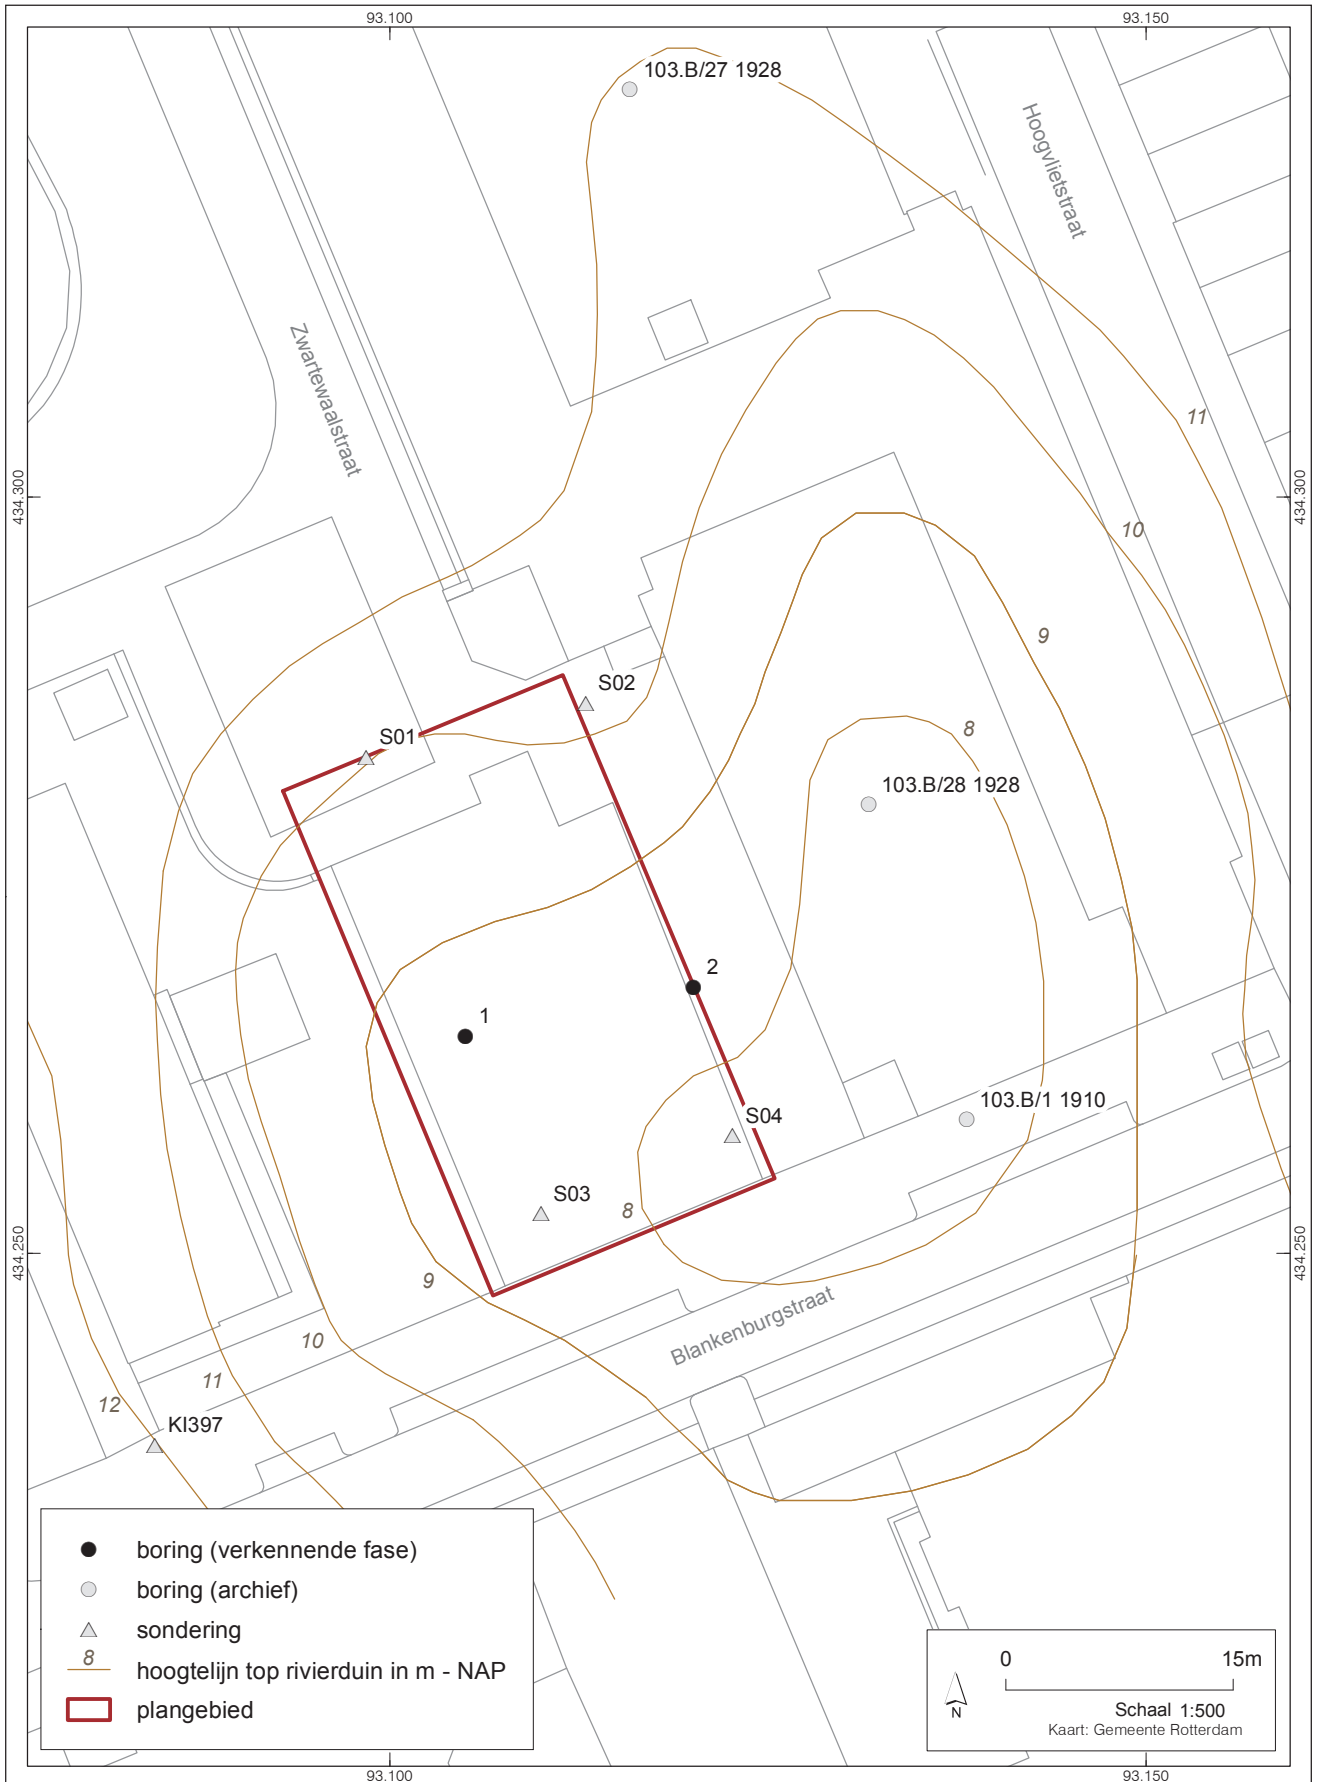 93.100
93.150
103.B/27 1928
Hoogvlietstraat
Zwartewaalstraat
11
434.300
434.300
10
9
S02
8
S01
103.B/28 1928
2
1
103.B/1 1910
S04
S03
8
434.250
434.250
9
Blankenburgstraat
10
11
12
KI397
boring (verkennende fase)
boring (archief)
sondering
8
hoogtelijn top rivierduin in m - NAP
plangebied
0
15m
N
Schaal 1:500
Kaart: Gemeente Rotterdam
93.100
93.150